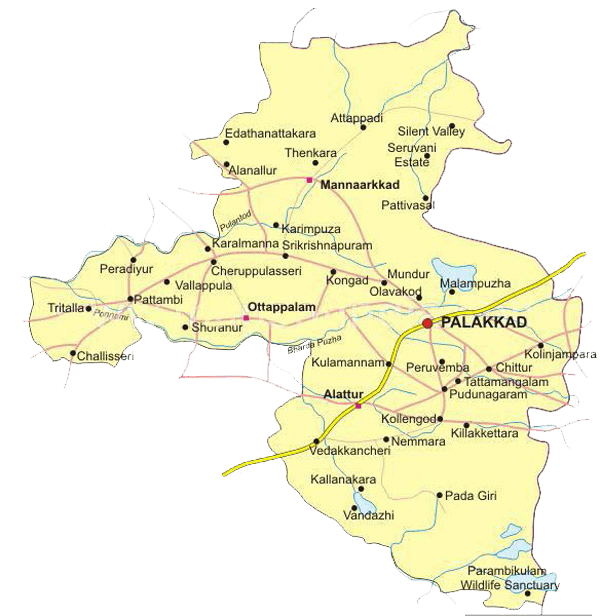 Attappadi
Edathanattakara
Silent Valley
Thenkara
Seruvani
Estate
Alanallur
Mannaarkkad
Pattivasal
Pulantod
Karimpuza
Karalmanna
Srikrishnapuram
Peradiyur
Cheruppulasseri
Kongad
Mundur
Vallappula
Olavakod
Malampuzha
Pattambi
Tritalla
Ponnani
Ottappalam
PALAKKAD
Shoranur
Bharta Puzha
Challisseri
Kolinjampara
Kulamannam
Peruvemba
Chittur
Tattamangalam
Alattur
Pudunagaram
Kollengod
Killakkettara
Nemmara
Vedakkancheri
Kallanakara
Pada Giri
Vandazhi
Parambikulam
Wildlife Sanctuary